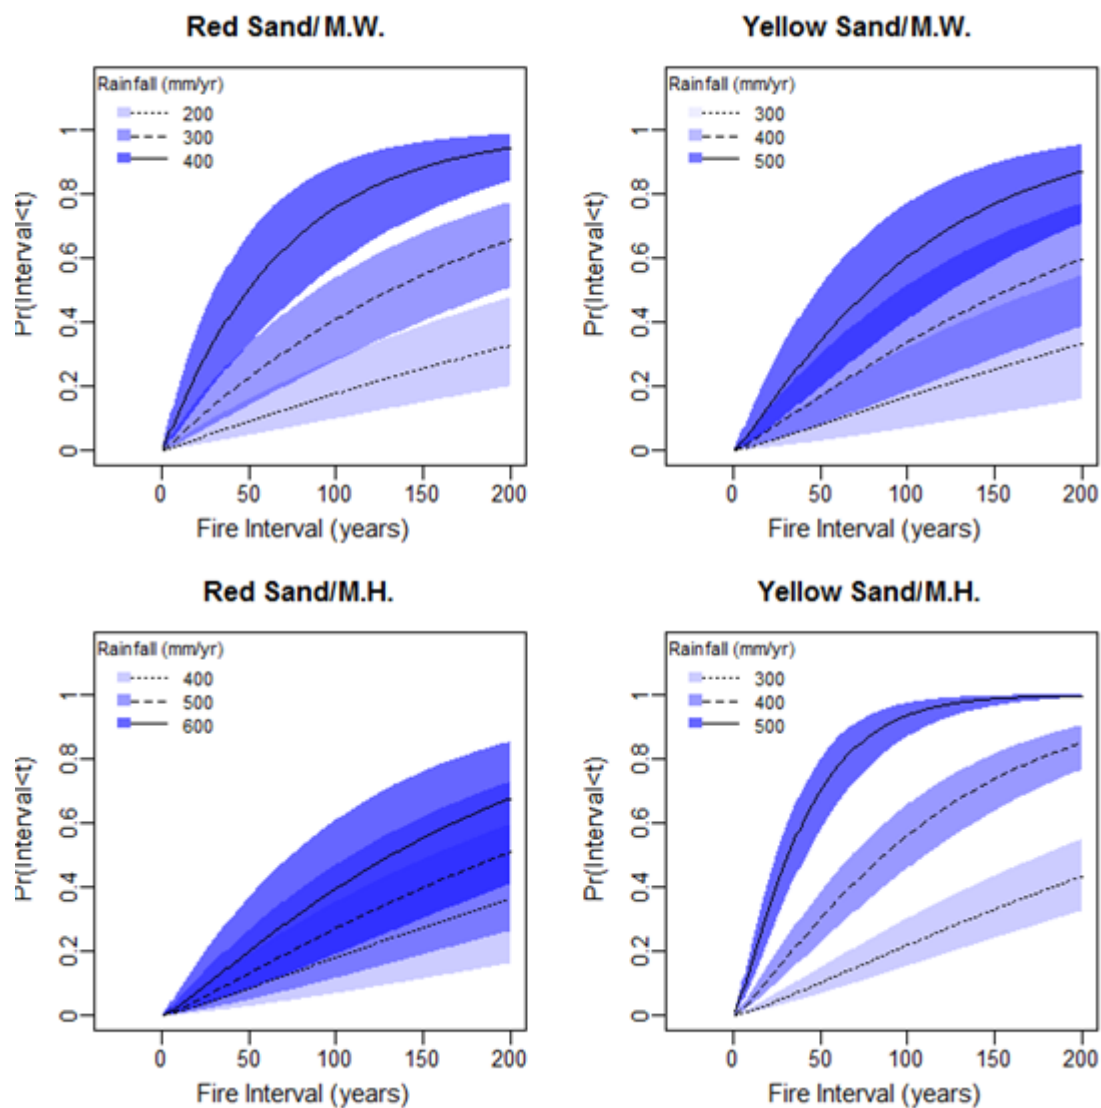 Red Sand/M.W.
Rainfall (mm/yr)
200
300
400
Pr(Interval<t)
0 0.2 0.4 0.6 0.8 1
0 50 100 150 200
Fire Interval (years)
Yellow Sand/M.W.
Rainfall (mm/yr)
300
400
500
Pr(Interval<t)
0 0.2 0.4 0.6 0.8 1
0 50 100 150 200
Fire Interval (years)
Red Sand/M.H.
Rainfall (mm/yr)
400
500
600
Pr(Interval<t)
0 0.2 0.4 0.6 0.8 1
0 50 100 150 200
Fire Interval (years)
Yellow Sand/M.H.
Rainfall (mm/yr)
300
400
500
Pr(Interval<t)
0 0.2 0.4 0.6 0.8 1
0 50 100 150 200
Fire Interval (years)